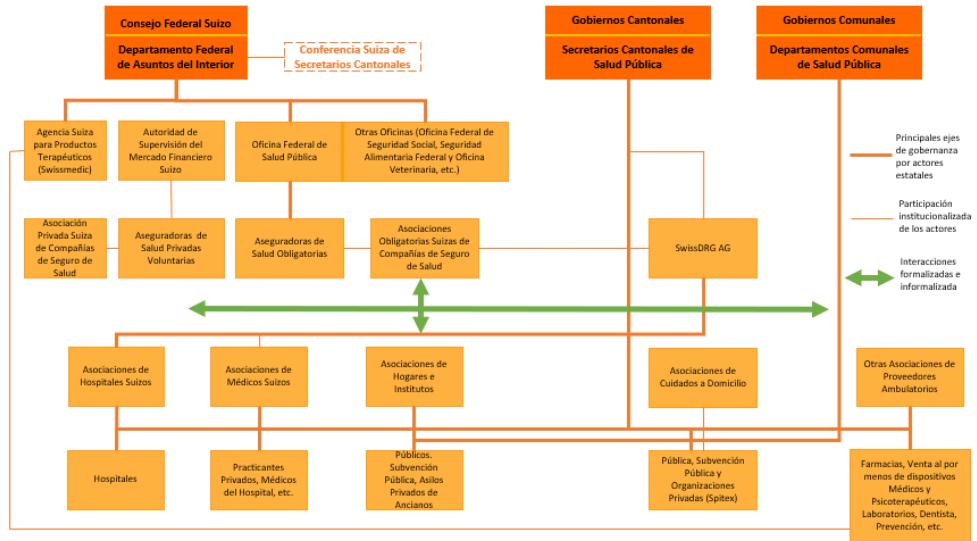 Consejo Federal Suizo
Departamento Federal
de Asuntos del Interior
Conferencia Suiza de
Secretarios Cantonales
Gobiernos Cantonales
Secretarios Cantonales de
Salud Pública
Gobiernos Comunales
Departamentos Comunales
de Salud Pública
Agencia Suiza
para Productos
Terapéuticos
(Swissmedic)
Autoridad de
Supervisión del
Mercado Financiero
Suizo
Oficina Federal de
Salud Pública
Otras Oficinas (Oficina Federal de
Seguridad Social, Seguridad
Alimentaria Federal y Oficina
Veterinaria, etc.)
Principales ejes
de gobernanza
por actores
estatales
Participación
institucionalizada
de los actores
Interacciones
formalizadas e
informalizada
Asociación
Privada Suiza
de Compañías
de Seguro de
Salud
Aseguradoras de
Salud Privadas
Voluntarias
Aseguradoras de
Salud Obligatorias
Asociaciones
Obligatorias Suizas de
Compañías de Seguro
de Salud
SwissDRG AG
Asociaciones de
Hospitales Suizos
Asociaciones de
Médicos Suizos
Asociaciones de
Hogares e
Institutos
Asociaciones de
Cuidados a Domicilio
Otras Asociaciones de
Proveedores
Ambulatorios
Hospitales
Practicantes
Privados, Médicos
del Hospital, etc.
Públicos.
Subvención
Pública, Asilos
Privados de
Ancianos
Pública, Subvención
Pública y
Organizaciones
Privadas (Spitex)
Farmacias, Venta al por
menos de dispositivos
Médicos y
Psicoterapéuticos,
Laboratorios, Dentista,
Prevención, etc.